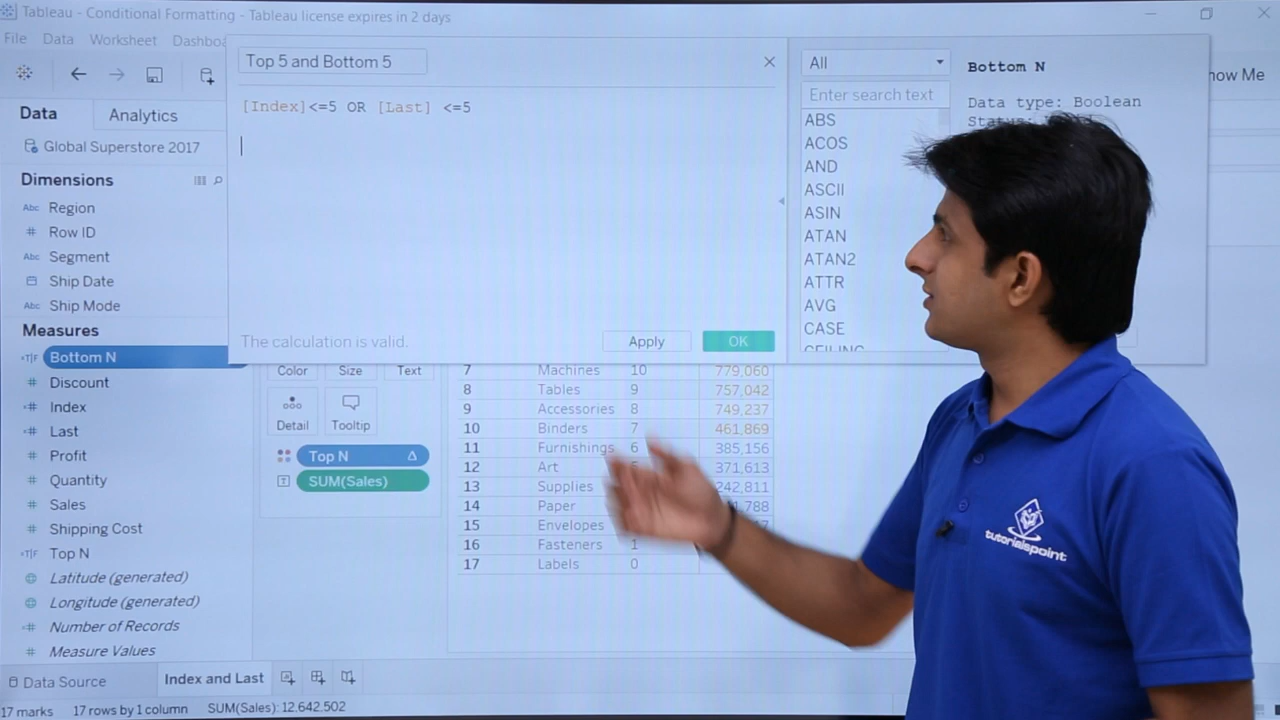 Tableau - Conditional Formatting - Tableau license expires in 2 days
File Data Worksheet
Show Me
Data Analytics
Global Superstore 2017
Dimensions
Abc Region
# Row ID
Abc Segment
Ship Date
Abc Ship Mode
Measures
=T|F Bottom N
# Discount
=# Index
=# Last
# Profit
# Quantity
# Sales
# Shipping Cost
=T|F Top N
Latitude (generated)
Longitude (generated)
=# Number of Records
# Measure Values
Top 5 and Bottom 5
[Index]<=5 OR [Last] <=5
The calculation is valid.
Apply OK
All
Enter search text
ABS
ACOS
AND
ASCII
ASIN
ATAN
ATAN2
ATTR
AVG
CASE
CEILING
Bottom N
Data type: Boolean
Color Size Text
Detail Tooltip
Top N Δ
SUM(Sales)
7 Machines 10 779,060
8 Tables 9 757,042
9 Accessories 8 749,237
10 Binders 7 461,869
11 Furnishings 6 385,156
12 Art 371,613
13 Supplies 242,811
14 Paper
15 Envelopes
16 Fasteners 1
17 Labels 0
Data Source Index and Last
17 marks 17 rows by 1 column SUM(Sales): 12.642.502
tutorialspoint